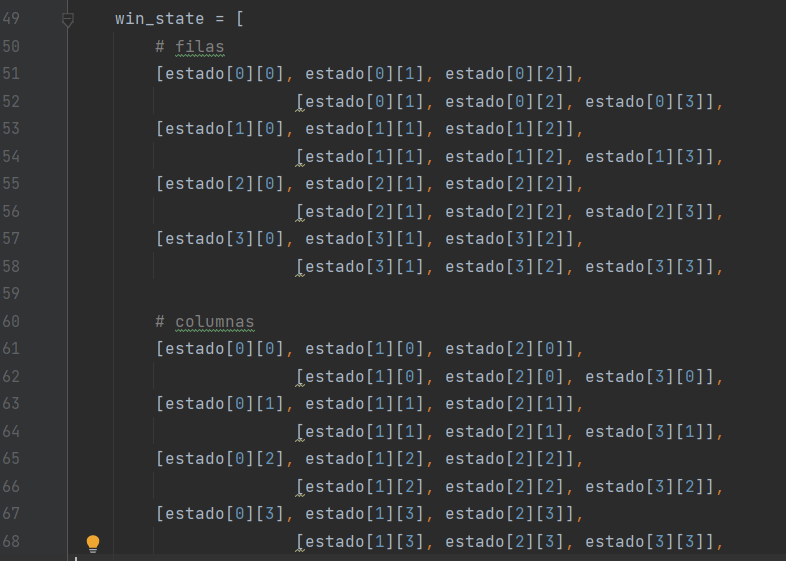 49 win_state = [
50 # filas
51 [estado[0][0], estado[0][1], estado[0][2]],
52 [estado[0][1], estado[0][2], estado[0][3]],
53 [estado[1][0], estado[1][1], estado[1][2]],
54 [estado[1][1], estado[1][2], estado[1][3]],
55 [estado[2][0], estado[2][1], estado[2][2]],
56 [estado[2][1], estado[2][2], estado[2][3]],
57 [estado[3][0], estado[3][1], estado[3][2]],
58 [estado[3][1], estado[3][2], estado[3][3]],
59
60 # columnas
61 [estado[0][0], estado[1][0], estado[2][0]],
62 [estado[1][0], estado[2][0], estado[3][0]],
63 [estado[0][1], estado[1][1], estado[2][1]],
64 [estado[1][1], estado[2][1], estado[3][1]],
65 [estado[0][2], estado[1][2], estado[2][2]],
66 [estado[1][2], estado[2][2], estado[3][2]],
67 [estado[0][3], estado[1][3], estado[2][3]],
68 [estado[1][3], estado[2][3], estado[3][3]],